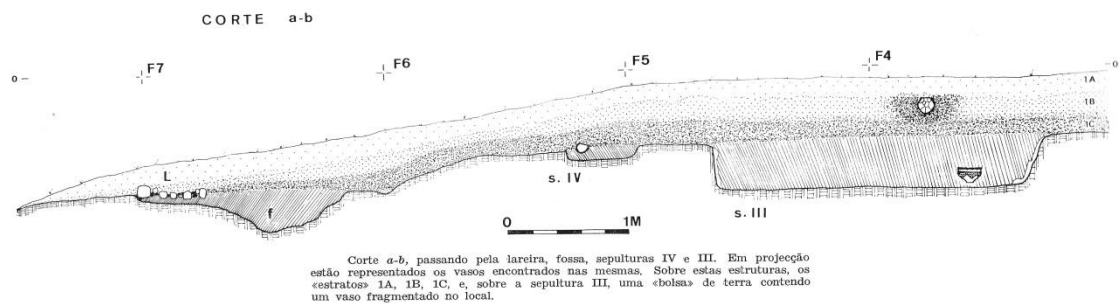 CORTE a-b
F7
F6
F5
F4
0
0
1A
1B
1C
L
f
s. IV
s. III
0 1M
Corte a-b, passando pela lareira, fossa, sepulturas IV e III. Em projecção
estão representados os vasos encontrados nas mesmas. Sobre estas estruturas, os
«estratos» 1A, 1B, 1C, e, sobre a sepultura III, uma «bolsa» de terra contendo
um vaso fragmentado no local.